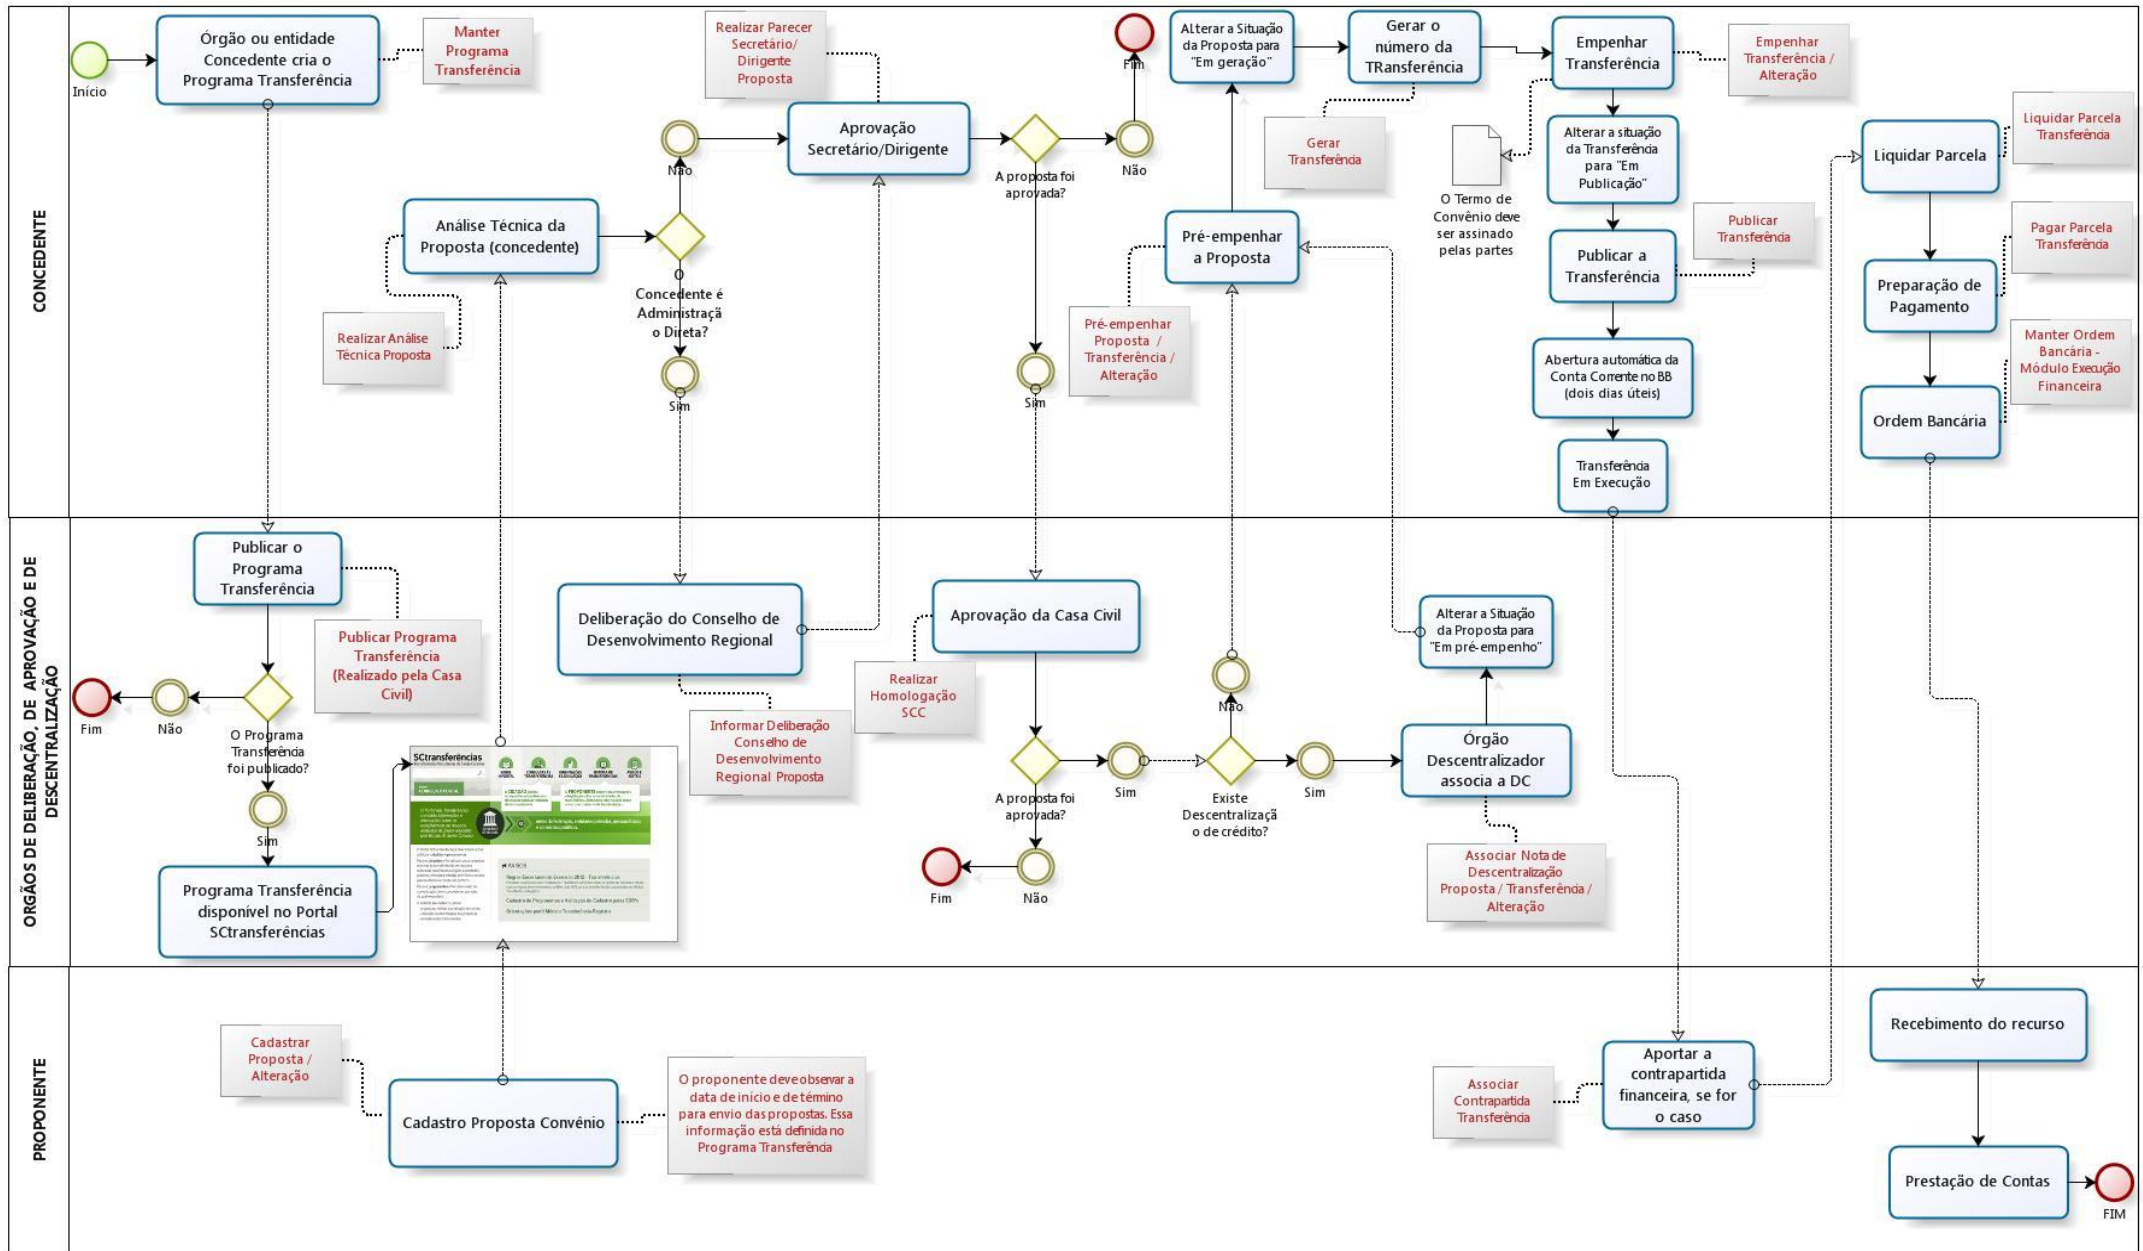 CONCEDENTE
Início
Órgão ou entidade
Concedente cria o
Programa Transferência
Manter
Programa
Transferência
Análise Técnica da
Proposta (concedente)
Realizar Análise
Técnica Proposta
O
Concedente é
Administraçã
o Direta?
Não
Sim
Realizar Parecer
Secretário/
Dirigente
Proposta
Aprovação
Secretário/Dirigente
A proposta foi
aprovada?
Não
Fim
Sim
Alterar a Situação
da Proposta para
"Em geração"
Gerar o
número da
TRansferência
Gerar
Transferência
Pré-empenhar
a Proposta
Pré-empenhar
Proposta /
Transferência /
Alteração
Empenhar
Transferência
Empenhar
Transferência /
Alteração
O Termo de
Convênio deve
ser assinado
pelas partes
Alterar a situação
da Transferência
para "Em
Publicação"
Publicar a
Transferência
Publicar
Transferência
Abertura automática da
Conta Corrente no BB
(dois dias úteis)
Transferência
Em Execução
Liquidar Parcela
Liquidar Parcela
Transferência
Preparação de
Pagamento
Pagar Parcela
Transferência
Ordem Bancária
Manter Ordem
Bancária -
Módulo Execução
Financeira
ORGÃOS DE DELIBERAÇÃO, DE APROVAÇÃO E DE
DESCENTRALIZAÇÃO
Publicar o
Programa
Transferência
Publicar Programa
Transferência
(Realizado pela Casa
Civil)
O Programa
Transferência
foi publicado?
Não
Fim
Sim
Programa Transferência
disponível no Portal
SCtransferências
SCtransferências
AVISOS
Deliberação do Conselho de
Desenvolvimento Regional
Informar Deliberação
Conselho de
Desenvolvimento
Regional Proposta
Aprovação da Casa Civil
Realizar
Homologação
SCC
A proposta foi
aprovada?
Sim
Não
Fim
Existe
Descentralizaçã
o de crédito?
Não
Sim
Órgão
Descentralizador
associa a DC
Alterar a Situação
da Proposta para
"Em pré-empenho"
Associar Nota de
Descentralização
Proposta / Transferência /
Alteração
PROPONENTE
Cadastrar
Proposta /
Alteração
Cadastro Proposta Convênio
O proponente deve observar a
data de início e de término
para envio das propostas. Essa
informação está definida no
Programa Transferência
Associar
Contrapartida
Transferência
Aportar a
contrapartida
financeira, se for
o caso
Recebimento do recurso
Prestação de Contas
FIM